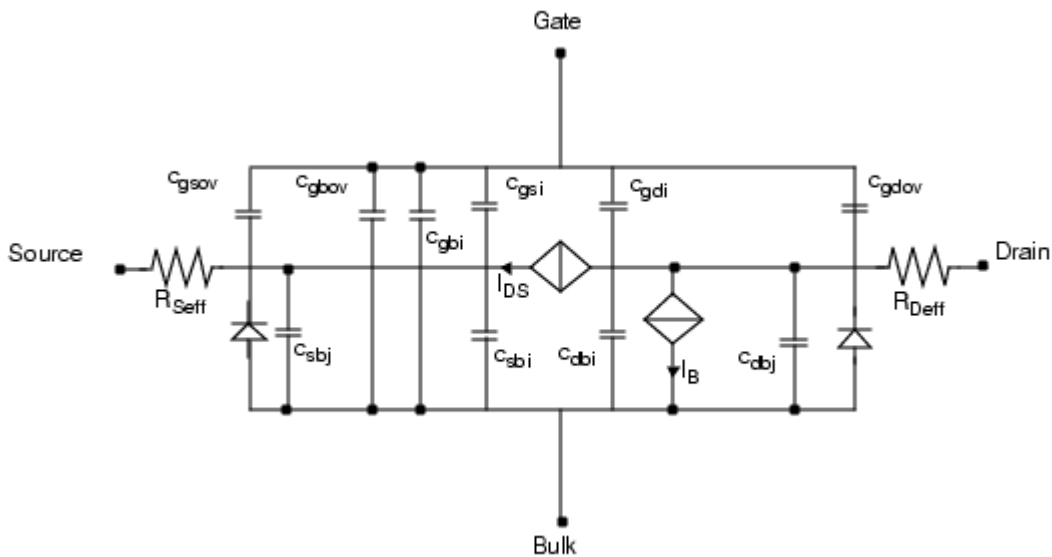 Gate
cgsov
cgbov
cgsi
cgdi
cgdov
cgbi
Source
Drain
IDS
RSeff
RDeff
csbj
csbi
cdbi
IB
cdbj
Bulk